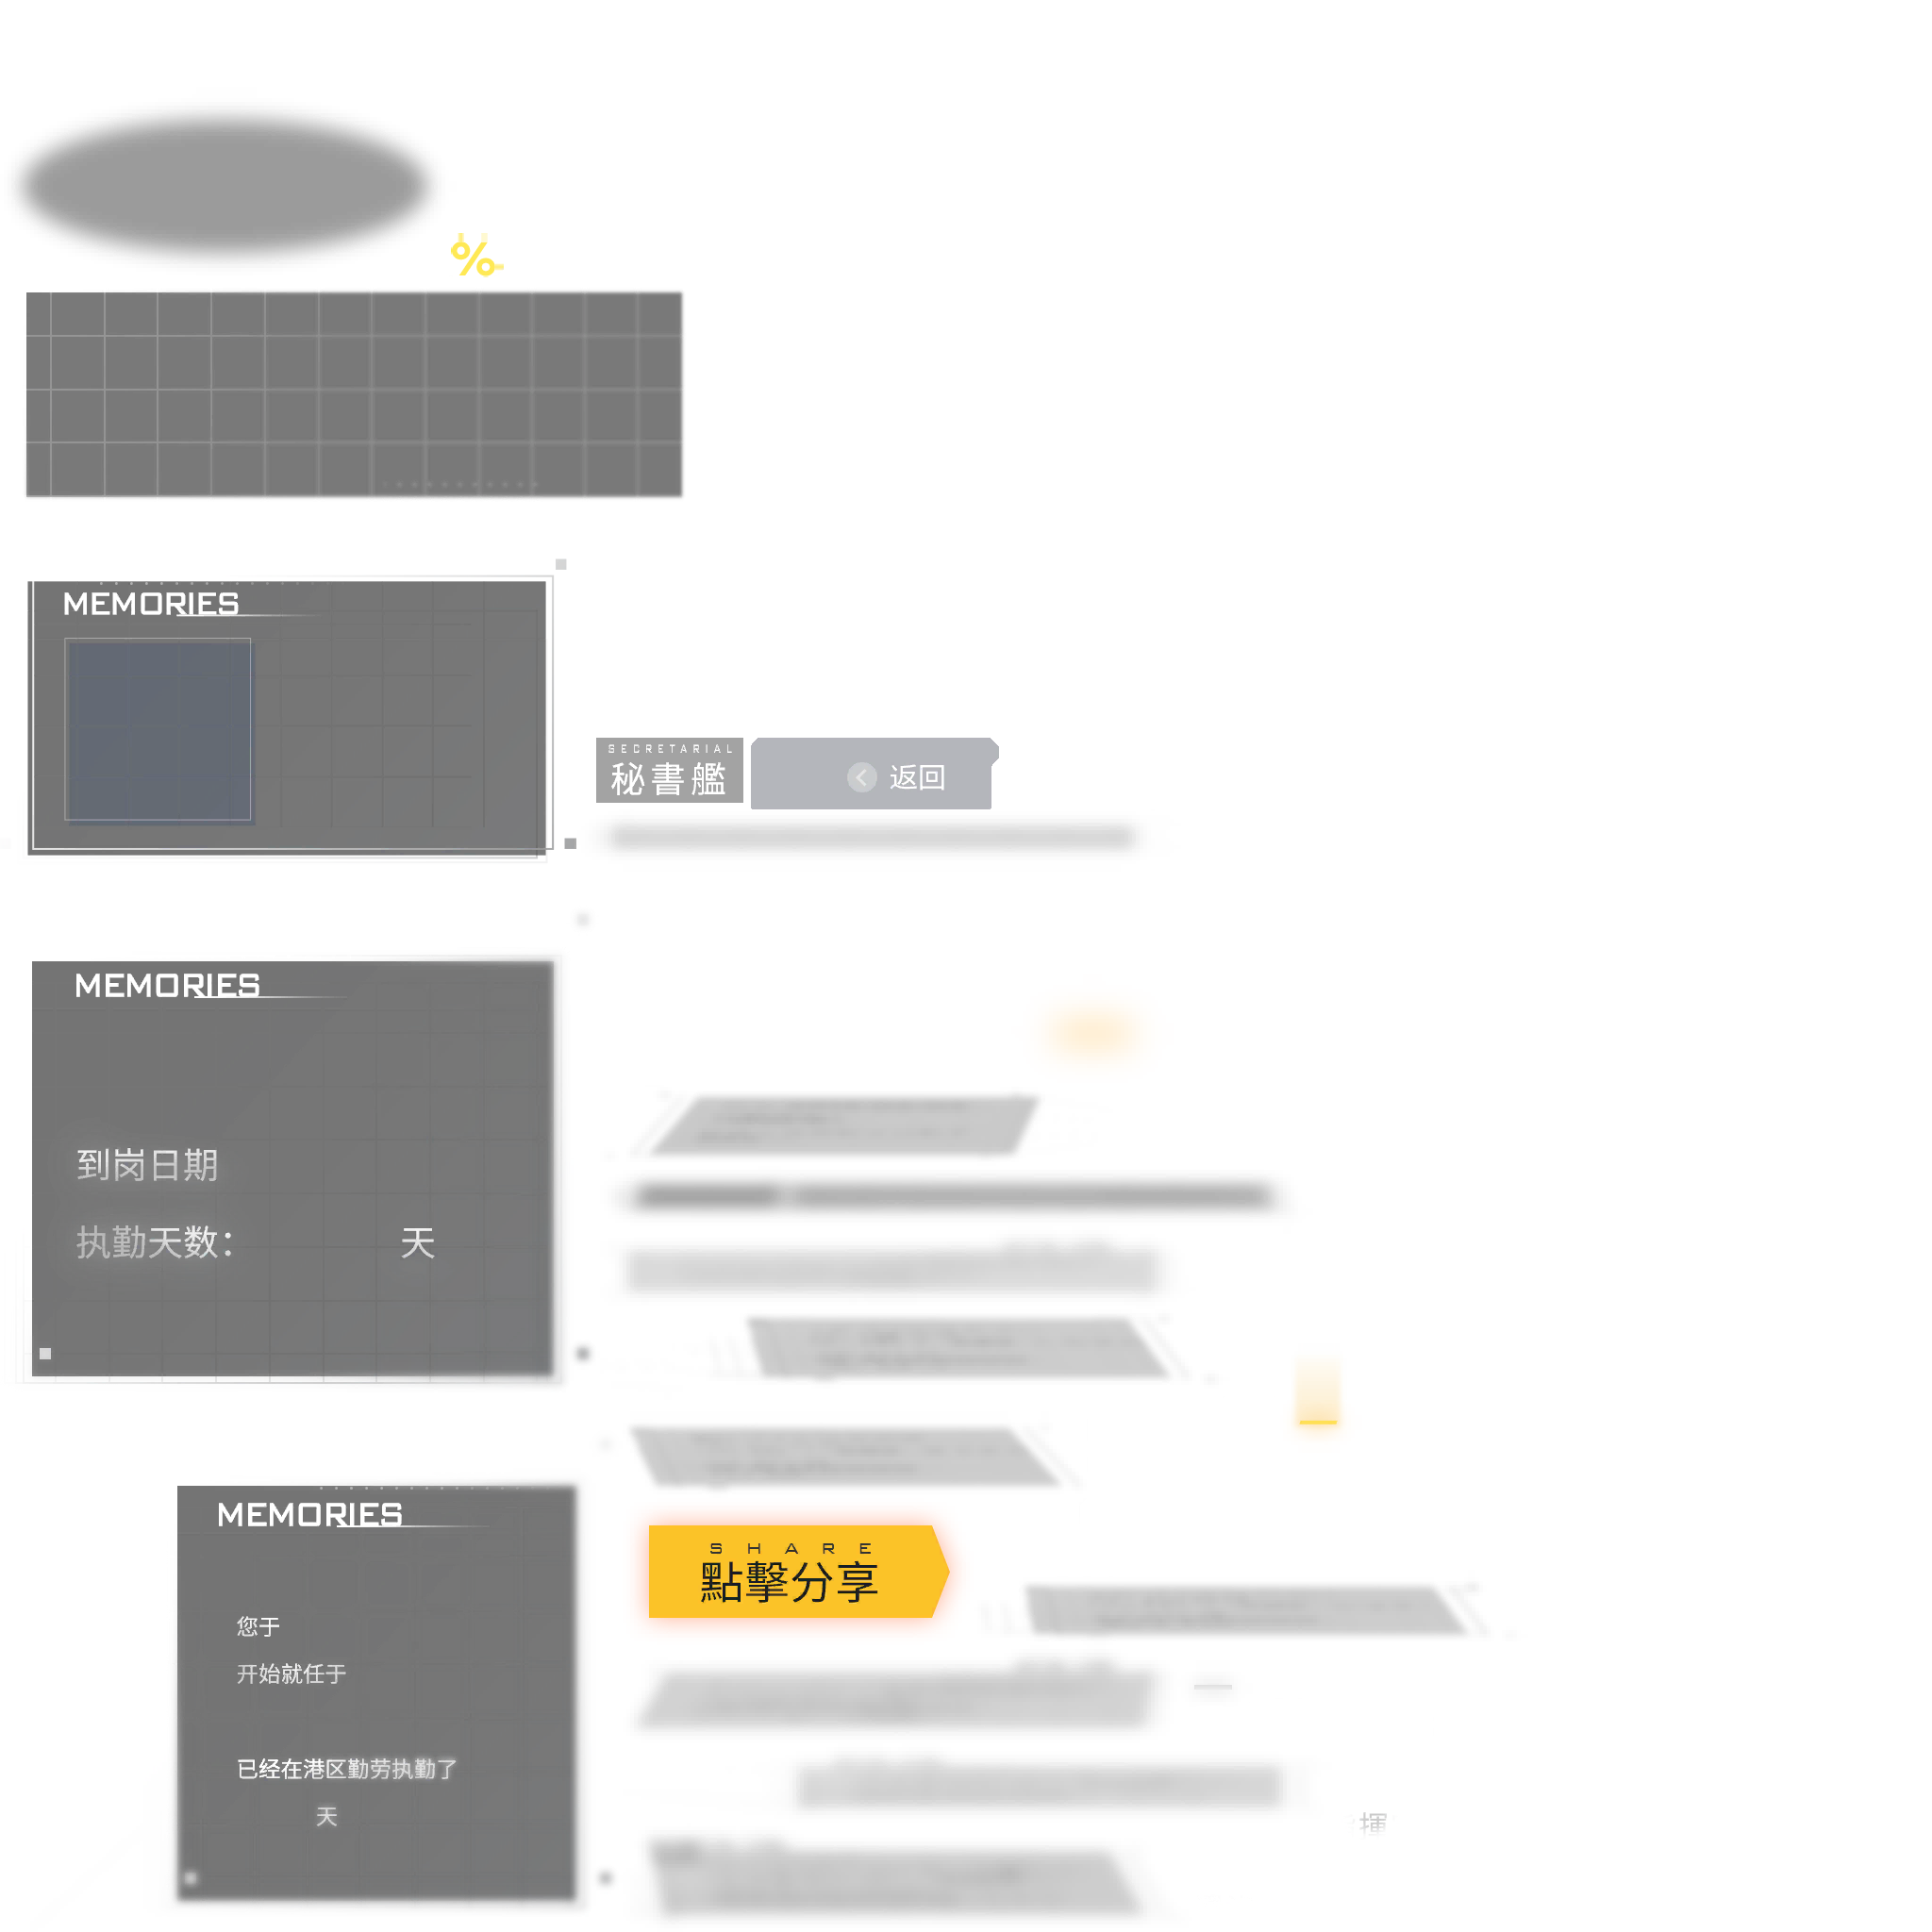 %
MEMORIES
SECRETARIAL
秘書艦
返回
MEMORIES
到岗日期
执勤天数：
天
MEMORIES
SHARE
點擊分享
您于
开始就任于
已经在港区勤劳执勤了
天
揮